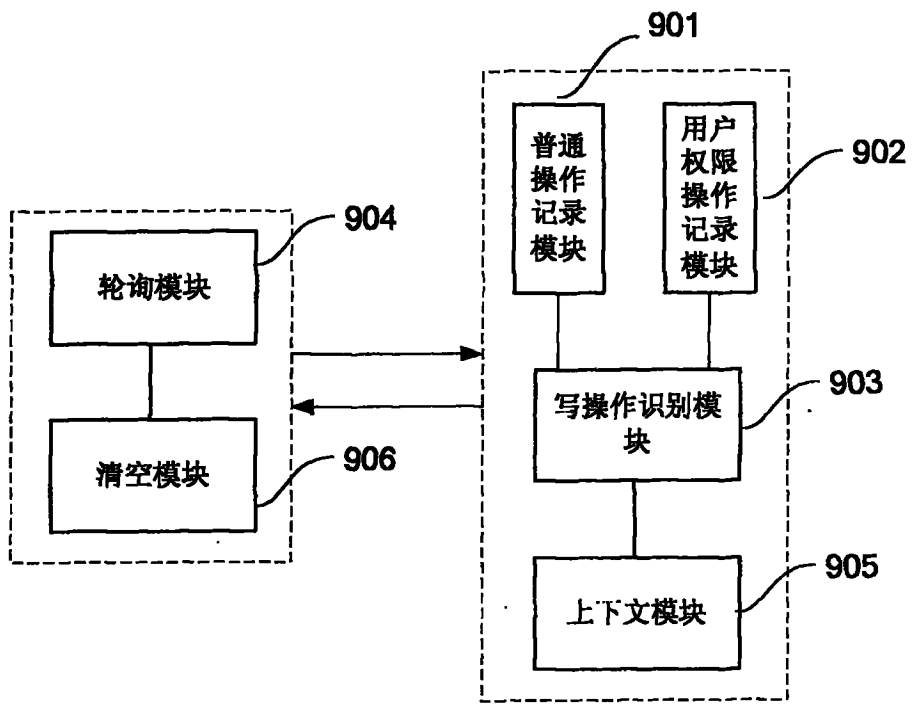 901
普通
操作
记录
模块
用户
权限
操作
记录
模块
902
904
轮询模块
写操作识别模
块
903
清空模块
906
上下文模块
905